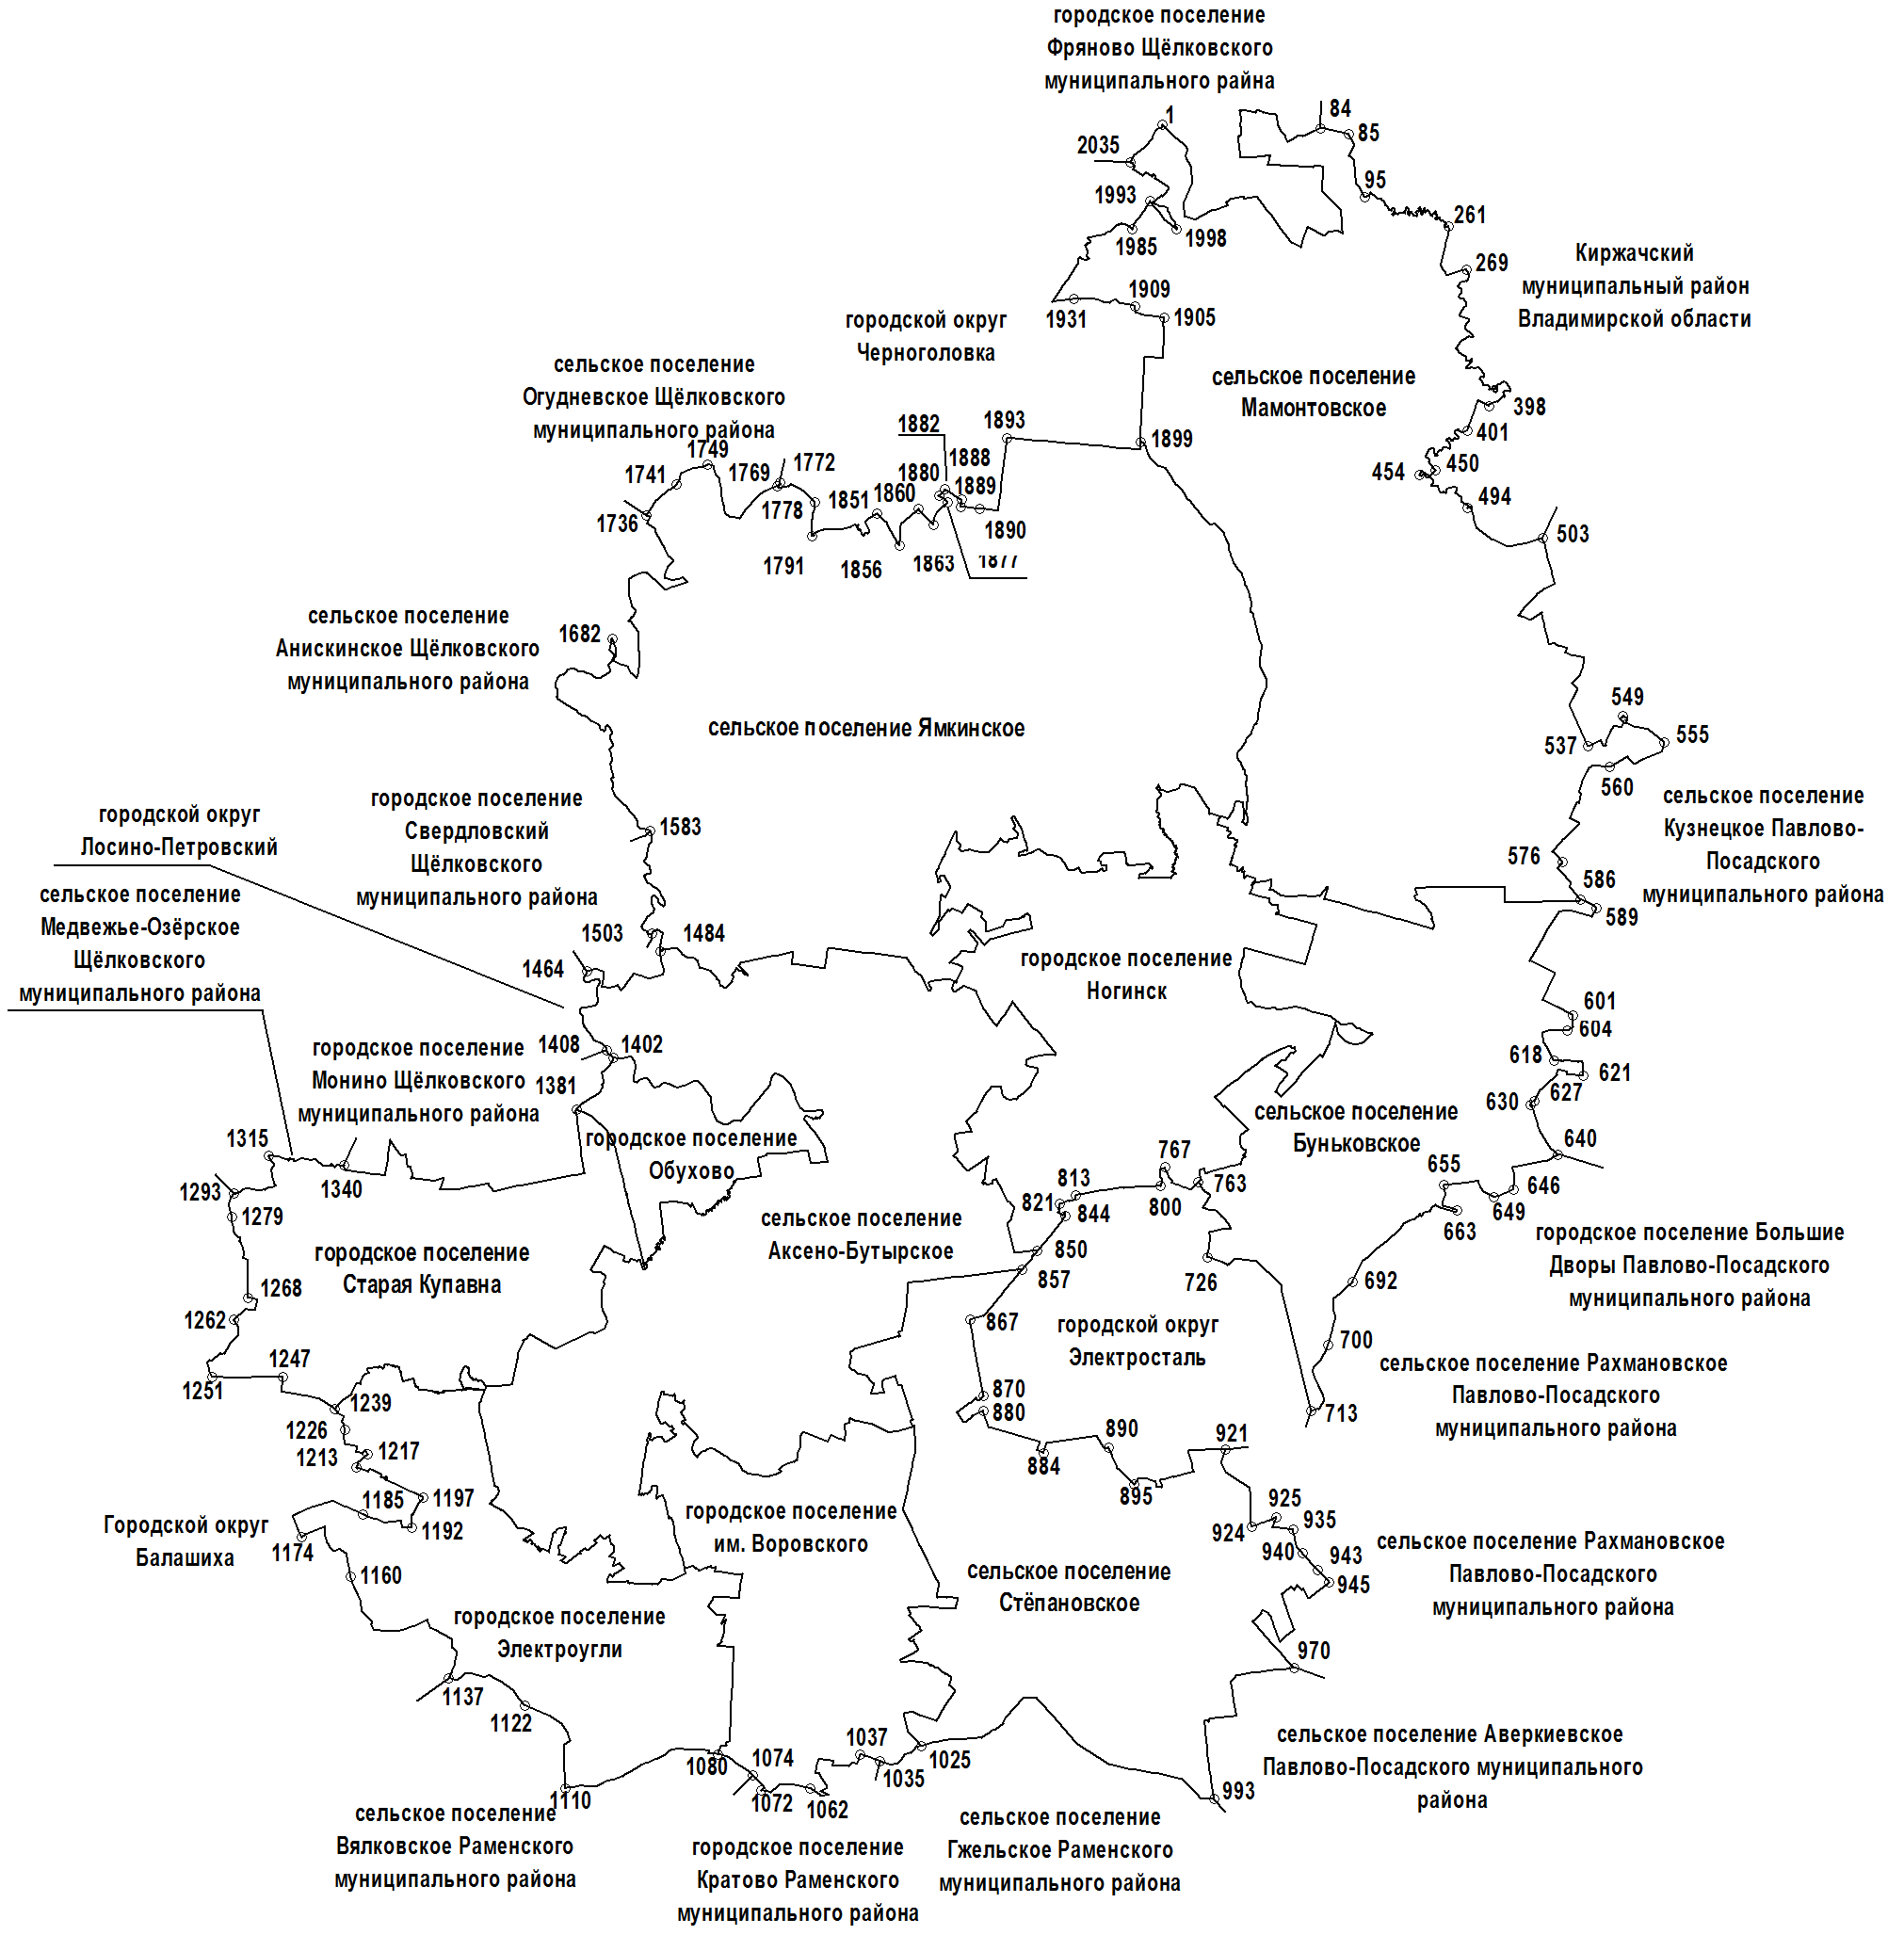 городское поселение
Фряново Щёлковского
муниципального райна
1
84
85
2035
95
1993
261
1985
1998
269
Киржачский
муниципальный район
Владимирской области
1931
1909
1905
городской округ
Черноголовка
сельское поселение
Огудневское Щёлковского
муниципального района
сельское поселение
Мамонтовское
398
401
1882
1893
1899
1749
1741
1769
1772
1888
1880
1889
454
450
494
1736
1778
1851
1860
1890
503
1791
1856
1863
1877
сельское поселение
Анискинское Щёлковского
муниципального района
1682
сельское поселение Ямкинское
549
537
555
560
городской округ
Лосино-Петровский
городское поселение
Свердловский
Щёлковского
муниципального района
1583
сельское поселение
Кузнецкое Павлово-
Посадского
муниципального района
576
586
589
сельское поселение
Медвежье-Озёрское
Щёлковского
муниципального района
1503
1484
1464
городское поселение
Ногинск
601
604
1408
1402
618
621
городское поселение
Монино Щёлковского
муниципального района
1381
627
630
сельское поселение
Буньковское
городское поселение
Обухово
1315
640
767
1293
1340
813
763
655
646
821
800
844
649
663
1279
сельское поселение
Аксено-Бутырское
городское поселение
Старая Купавна
850
857
726
692
городское поселение Большие
Дворы Павлово-Посадского
муниципального района
1268
1262
867
городской округ
Электросталь
700
сельское поселение Рахмановское
Павлово-Посадского
муниципального района
1247
1251
870
880
713
1239
1226
890
921
1217
1213
884
895
1185
1197
1192
Городской округ
Балашиха
1174
городское поселение
им. Воровского
925
924
935
940
943
945
сельское поселение Рахмановское
Павлово-Посадского
муниципального района
1160
сельское поселение
Стёпановское
городское поселение
Электроугли
970
1137
1122
1037
1025
1080
1074
1035
сельское поселение Аверкиевское
Павлово-Посадского муниципального
района
1110
1072
1062
993
сельское поселение
Вялковское Раменского
муниципального района
городское поселение
Кратово Раменского
муниципального района
сельское поселение
Гжельское Раменского
муниципального района